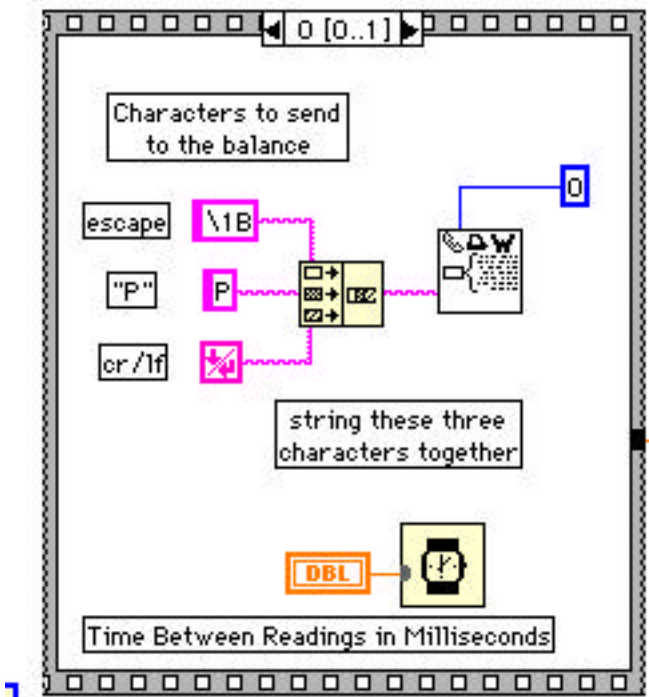 0 [0..1]
Characters to send
to the balance
0
escape
\1B
W
"P"
P
cr/lf
string these three
characters together
DBL
Time Between Readings in Milliseconds